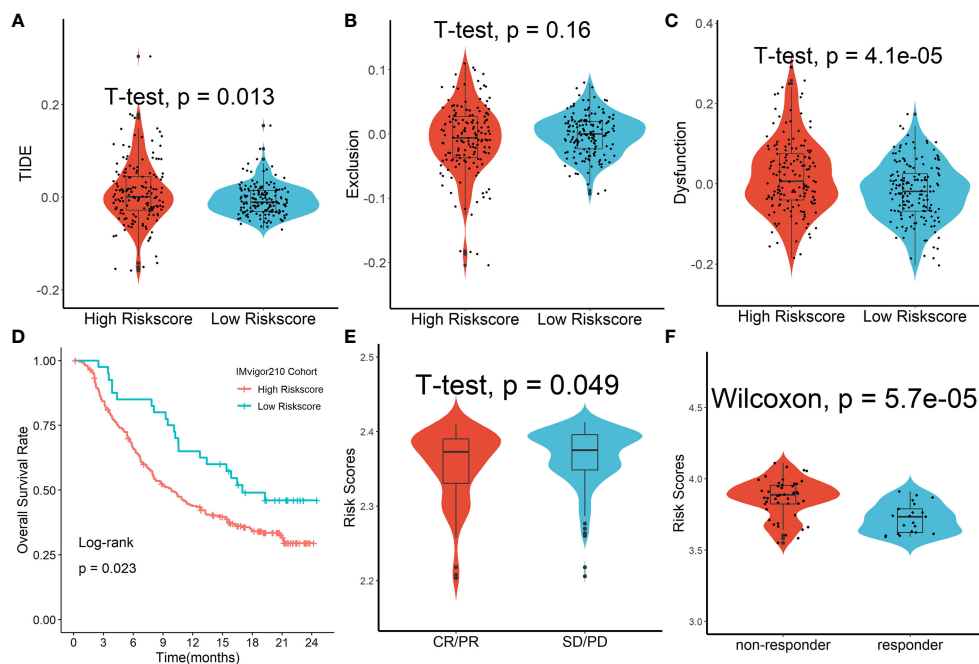 A
T-test, p = 0.013
TIDE
0.2
0.0
-0.2
High Riskscore Low Riskscore
B
T-test, p = 0.16
Exclusion
0.1
0.0
-0.1
-0.2
High Riskscore Low Riskscore
C
T-test, p = 4.1e-05
Dysfunction
0.4
0.2
0.0
-0.2
High Riskscore Low Riskscore
D
IMvigor210 Cohort
High Riskscore
Low Riskscore
Overall Survival Rate
1.00
0.75
0.50
0.25
0.00
Log-rank
p = 0.023
0 3 6 9 12 15 18 21 24
Time(months)
E
T-test, p = 0.049
Risk Scores
2.5
2.4
2.3
2.2
CR/PR SD/PD
F
Wilcoxon, p = 5.7e-05
Risk Scores
4.5
4.0
3.5
3.0
non-responder responder